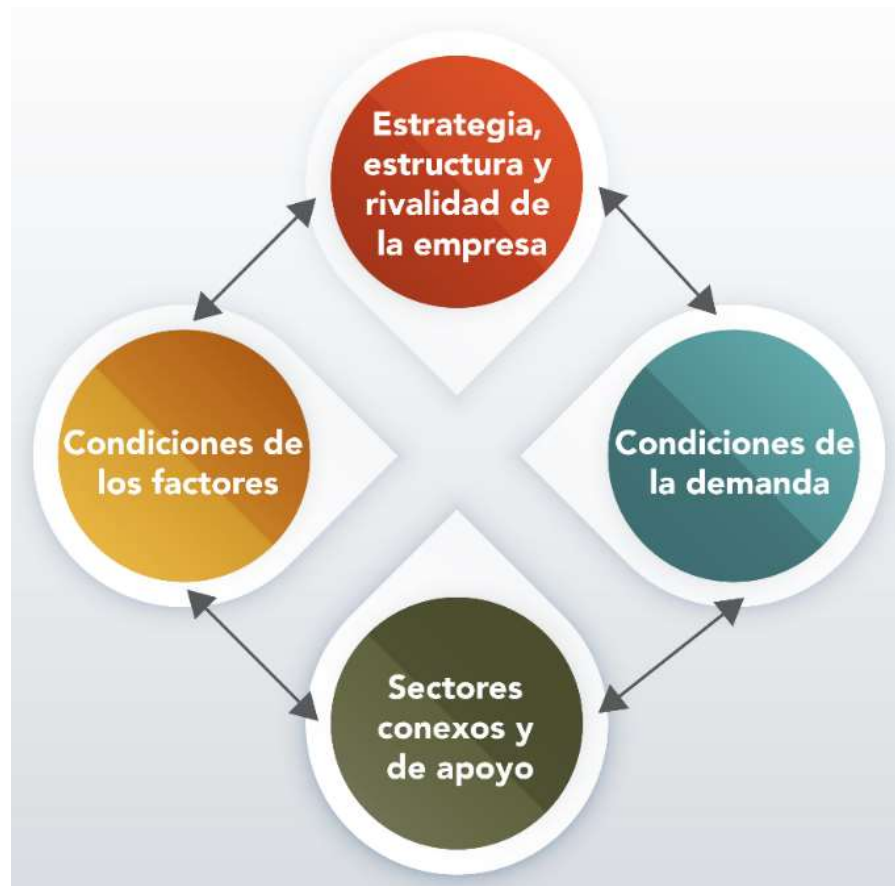 Estrategia,
estructura y
rivalidad de
la empresa
Condiciones de
los factores
Condiciones de
la demanda
Sectores
conexos y
de apoyo